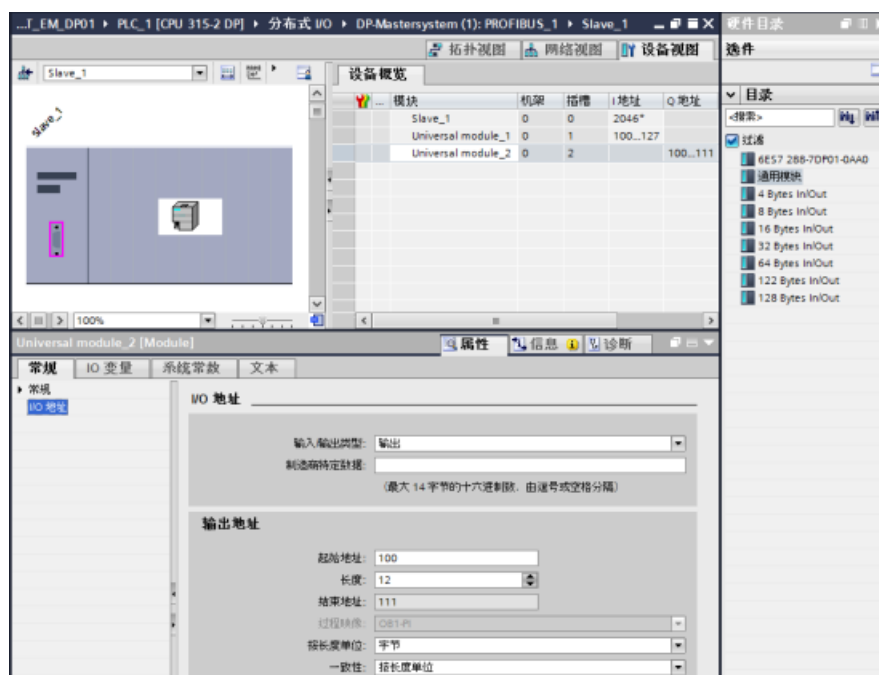 ...T_EM_DP01 ▸ PLC_1 [CPU 315-2 DP] ▸ 分布式 I/O ▸ DP-Mastersystem (1): PROFIBUS_1 ▸ Slave_1
硬件目录
拓扑视图 网络视图 设备视图
选件
Slave_1
设备概览
目录
... 模块 机架 插槽 I 地址 Q 地址
<搜索>
Slave_1 0 0 2046*
Universal module_1 0 1 100...127
Universal module_2 0 2 100...111
slave_1
过滤
6ES7 288-7DP01-0AA0
通用模块
4 Bytes In/Out
8 Bytes In/Out
16 Bytes In/Out
32 Bytes In/Out
64 Bytes In/Out
122 Bytes In/Out
128 Bytes In/Out
100%
Universal module_2 [Module]
属性 信息 诊断
常规 IO 变量 系统常数 文本
常规
I/O 地址
I/O 地址
输入/输出类型: 输出
制造商特定数据:
(最大 14 字节的十六进制数，由逗号或空格分隔)
输出地址
起始地址: 100
长度: 12
结束地址: 111
过程映像: OB1-PI
按长度单位: 字节
一致性: 按长度单位